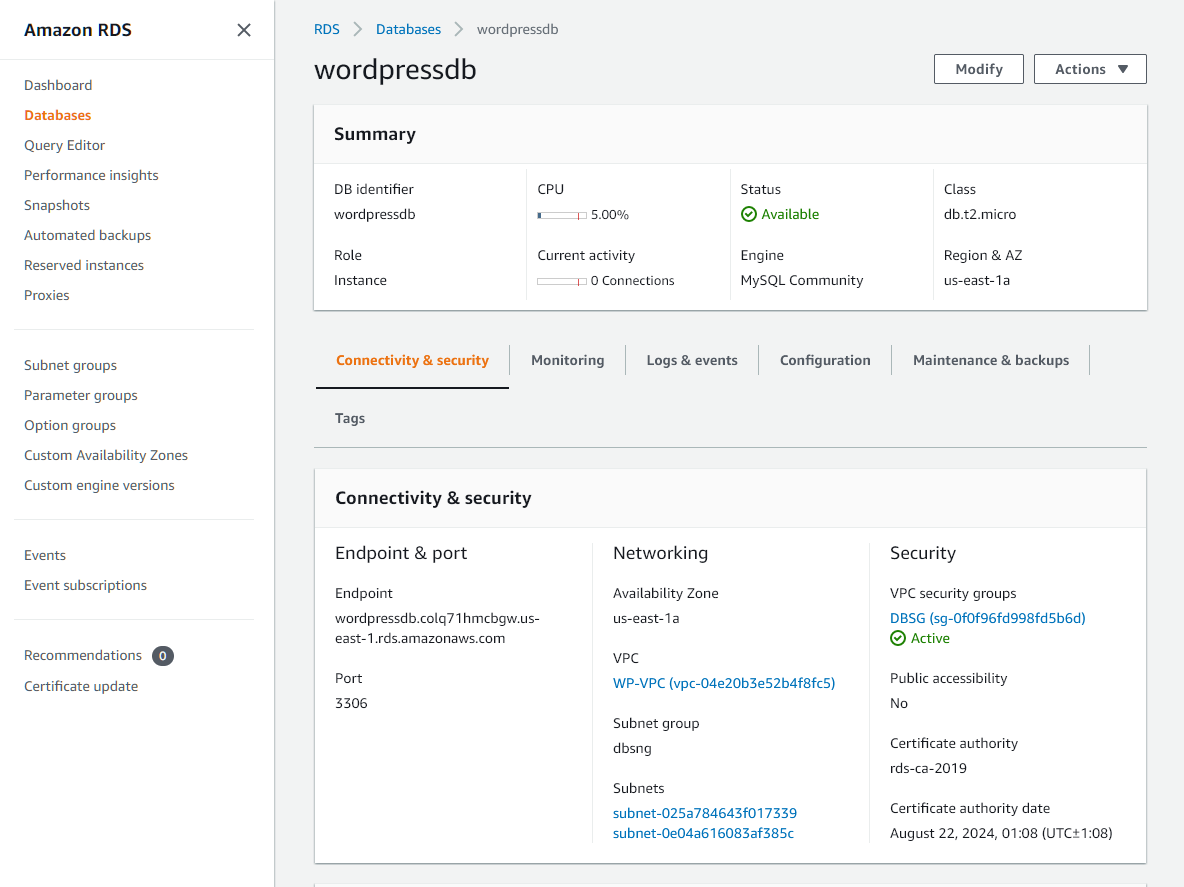 Amazon RDS
Dashboard
Databases
Query Editor
Performance insights
Snapshots
Automated backups
Reserved instances
Proxies
Subnet groups
Parameter groups
Option groups
Custom Availability Zones
Custom engine versions
Events
Event subscriptions
Recommendations 0
Certificate update
RDS Databases wordpressdb
wordpressdb
Modify
Actions
Summary
DB identifier
wordpressdb
Role
Instance
CPU
5.00%
Current activity
0 Connections
Status
Available
Engine
MySQL Community
Class
db.t2.micro
Region & AZ
us-east-1a
Connectivity & security
Monitoring
Logs & events
Configuration
Maintenance & backups
Tags
Connectivity & security
Endpoint & port
Endpoint
wordpressdb.colq71hmcbgw.us-
east-1.rds.amazonaws.com
Port
3306
Networking
Availability Zone
us-east-1a
VPC
WP-VPC (vpc-04e20b3e52b4f8fc5)
Subnet group
dbsng
Subnets
subnet-025a784643f017339
subnet-0e04a616083af385c
Security
VPC security groups
DBSG (sg-0f0f96fd998fd5b6d)
Active
Public accessibility
No
Certificate authority
rds-ca-2019
Certificate authority date
August 22, 2024, 01:08 (UTC±1:08)